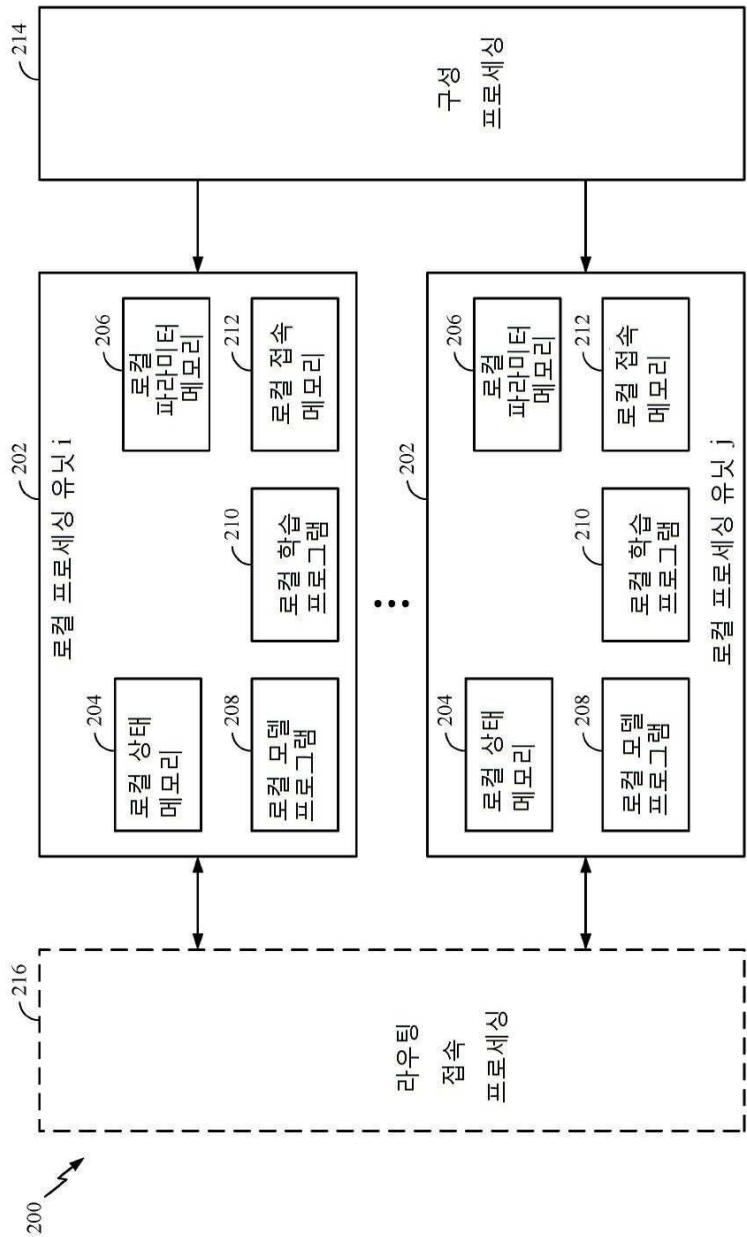 200
216
라우팅
접속
프로세싱
202
로컬 프로세싱 유닛 i
204
로컬 상태
메모리
206
로컬
파라미터
메모리
208
로컬 모델
프로그램
210
로컬 학습
프로그램
212
로컬 접속
메모리
...
202
204
로컬 상태
메모리
206
로컬
파라미터
메모리
208
로컬 모델
프로그램
210
로컬 학습
프로그램
212
로컬 접속
메모리
로컬 프로세싱 유닛 j
214
구성
프로세싱